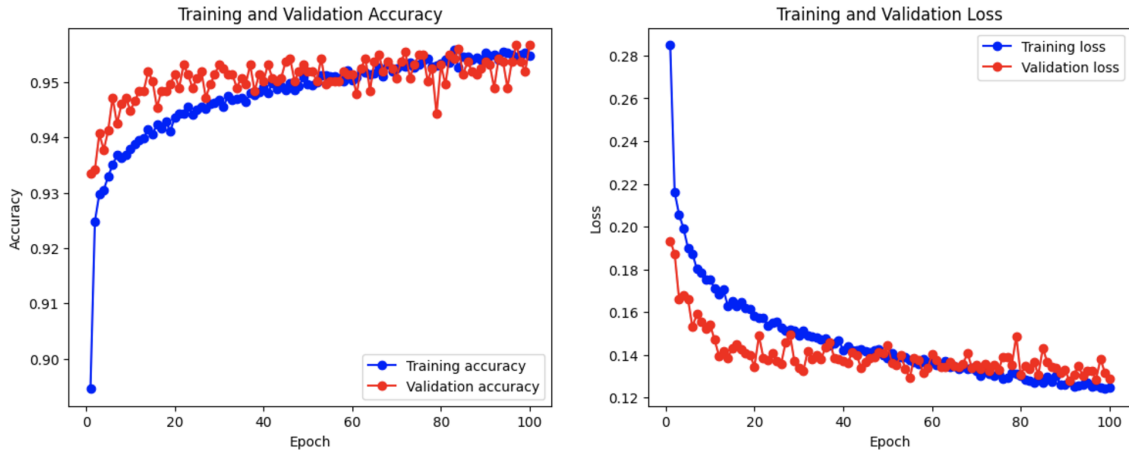 Training and Validation Accuracy
Accuracy
0.95
0.94
0.93
0.92
0.91
0.90
Training accuracy
Validation accuracy
0
20
40
60
80
100
Epoch
Training and Validation Loss
Loss
0.28
0.26
0.24
0.22
0.20
0.18
0.16
0.14
0.12
Training loss
Validation loss
0
20
40
60
80
100
Epoch